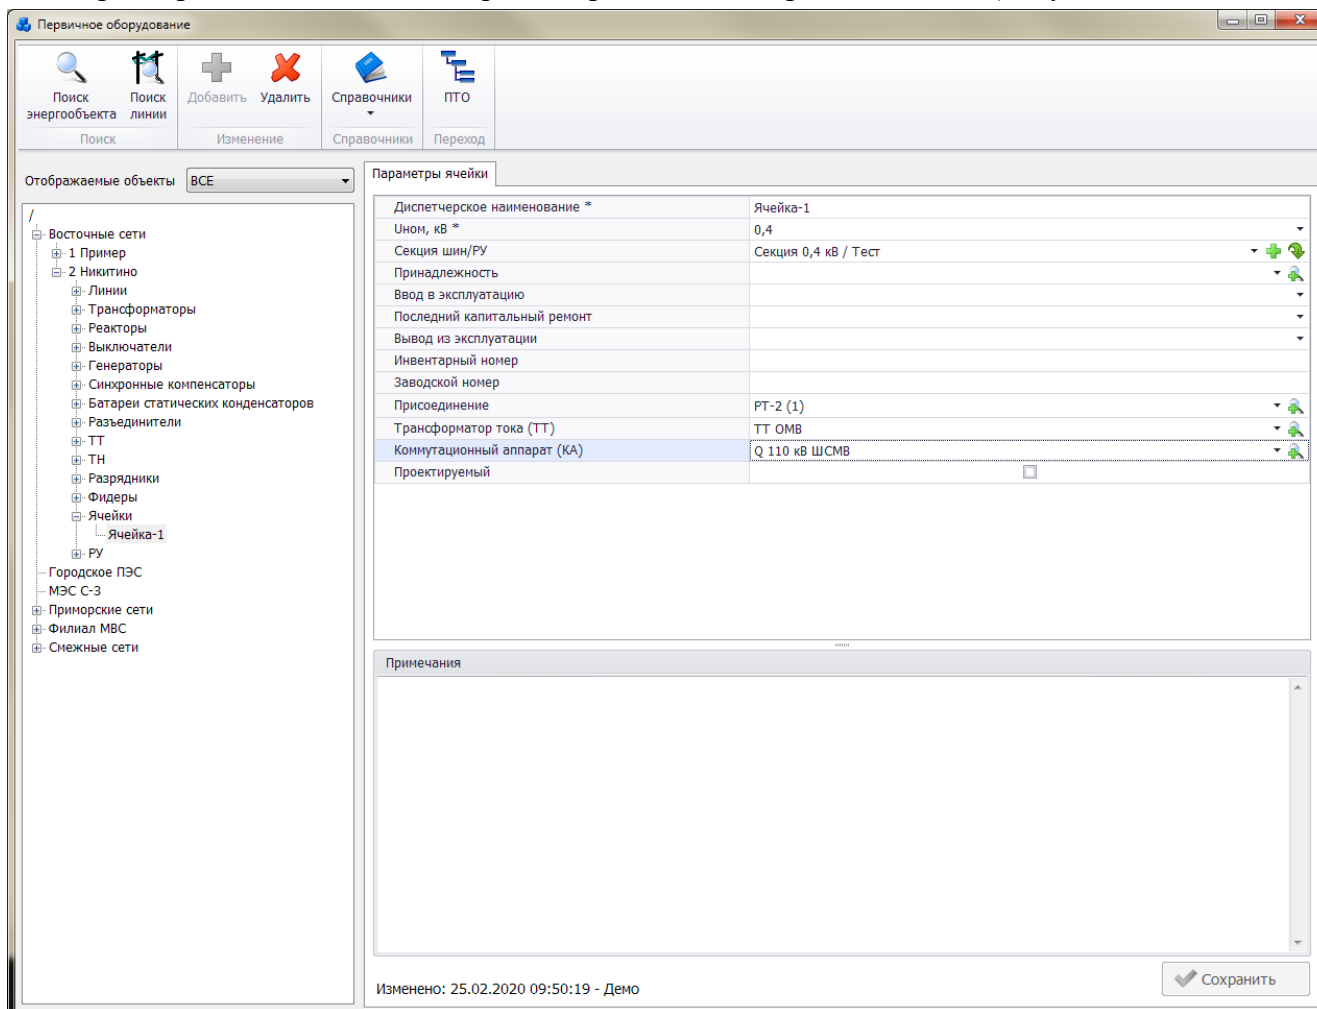 Первичное оборудование
Поиск энергообъекта
Поиск линии
Добавить
Удалить
Справочники
ПТО
Поиск
Изменение
Справочники
Переход
Отображаемые объекты ВСЕ
/
Восточные сети
1 Пример
2 Никитино
Линии
Трансформаторы
Реакторы
Выключатели
Генераторы
Синхронные компенсаторы
Батареи статических конденсаторов
Разъединители
ТТ
ТН
Разрядники
Фидеры
Ячейки
Ячейка-1
РУ
Городское ПЭС
МЭС С-3
Приморские сети
Филиал МВС
Смежные сети
Параметры ячейки
Диспетчерское наименование * Ячейка-1
Uном, кВ * 0,4
Секция шин/РУ Секция 0,4 кВ / Тест
Принадлежность
Ввод в эксплуатацию
Последний капитальный ремонт
Вывод из эксплуатации
Инвентарный номер
Заводской номер
Присоединение РТ-2 (1)
Трансформатор тока (ТТ) ТТ ОМВ
Коммутационный аппарат (КА) Q 110 кВ ШСМВ
Проектируемый
Примечания
Изменено: 25.02.2020 09:50:19 - Демо
Сохранить